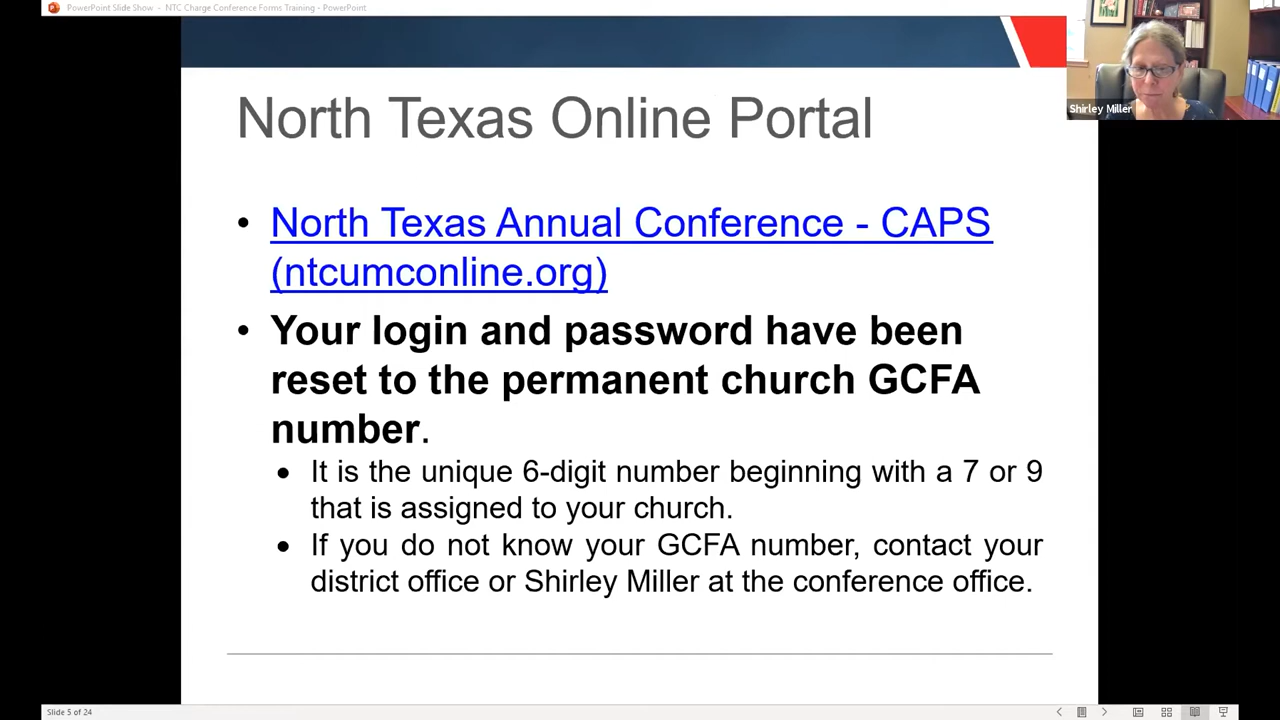 PowerPoint Slide Show - NTC Charge Conference Forms Training - PowerPoint
Shirley Miller
North Texas Online Portal
• North Texas Annual Conference - CAPS
(ntcumconline.org)
• Your login and password have been
reset to the permanent church GCFA
number.
• It is the unique 6-digit number beginning with a 7 or 9
that is assigned to your church.
• If you do not know your GCFA number, contact your
district office or Shirley Miller at the conference office.
Slide 5 of 24